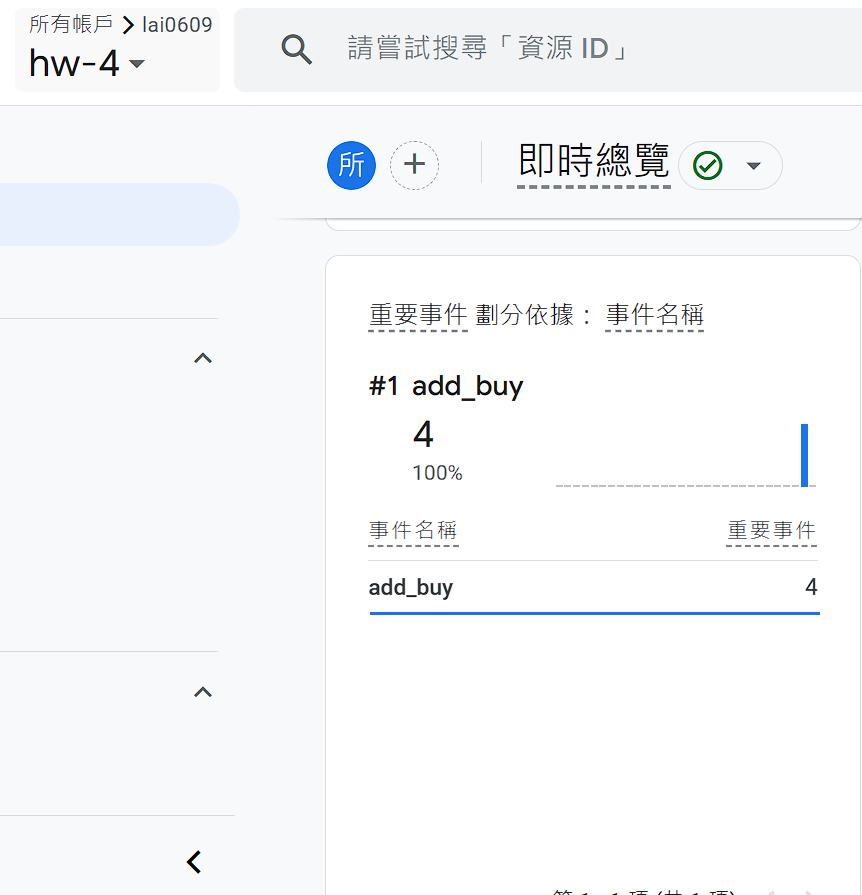 所有帳戶 > lai0609
hw-4
請嘗試搜尋「資源 ID」
所
即時總覽
重要事件 劃分依據： 事件名稱
#1 add_buy
4
100%
事件名稱 重要事件
add_buy 4